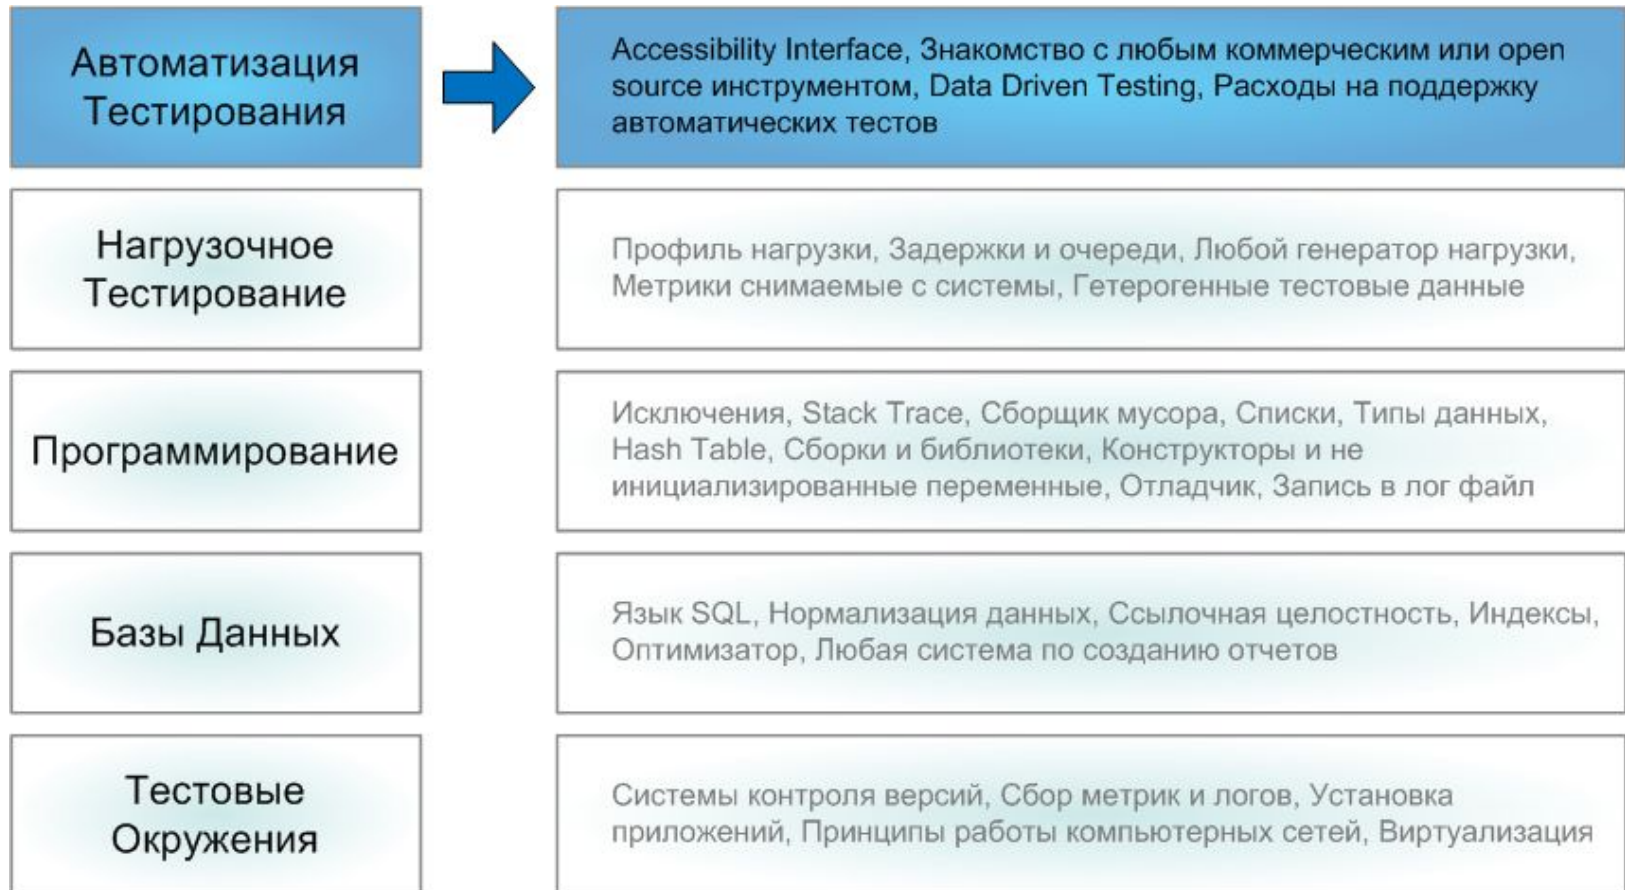 Автоматизация
Тестирования
Accessibility Interface, Знакомство с любым коммерческим или open
source инструментом, Data Driven Testing, Расходы на поддержку
автоматических тестов
Нагрузочное
Тестирование
Профиль нагрузки, Задержки и очереди, Любой генератор нагрузки,
Метрики снимаемые с системы, Гетерогенные тестовые данные
Программирование
Исключения, Stack Trace, Сборщик мусора, Списки, Типы данных,
Hash Table, Сборки и библиотеки, Конструкторы и не
инициализированные переменные, Отладчик, Запись в лог файл
Базы Данных
Язык SQL, Нормализация данных, Ссылочная целостность, Индексы,
Оптимизатор, Любая система по созданию отчетов
Тестовые
Окружения
Системы контроля версий, Сбор метрик и логов, Установка
приложений, Принципы работы компьютерных сетей, Виртуализация